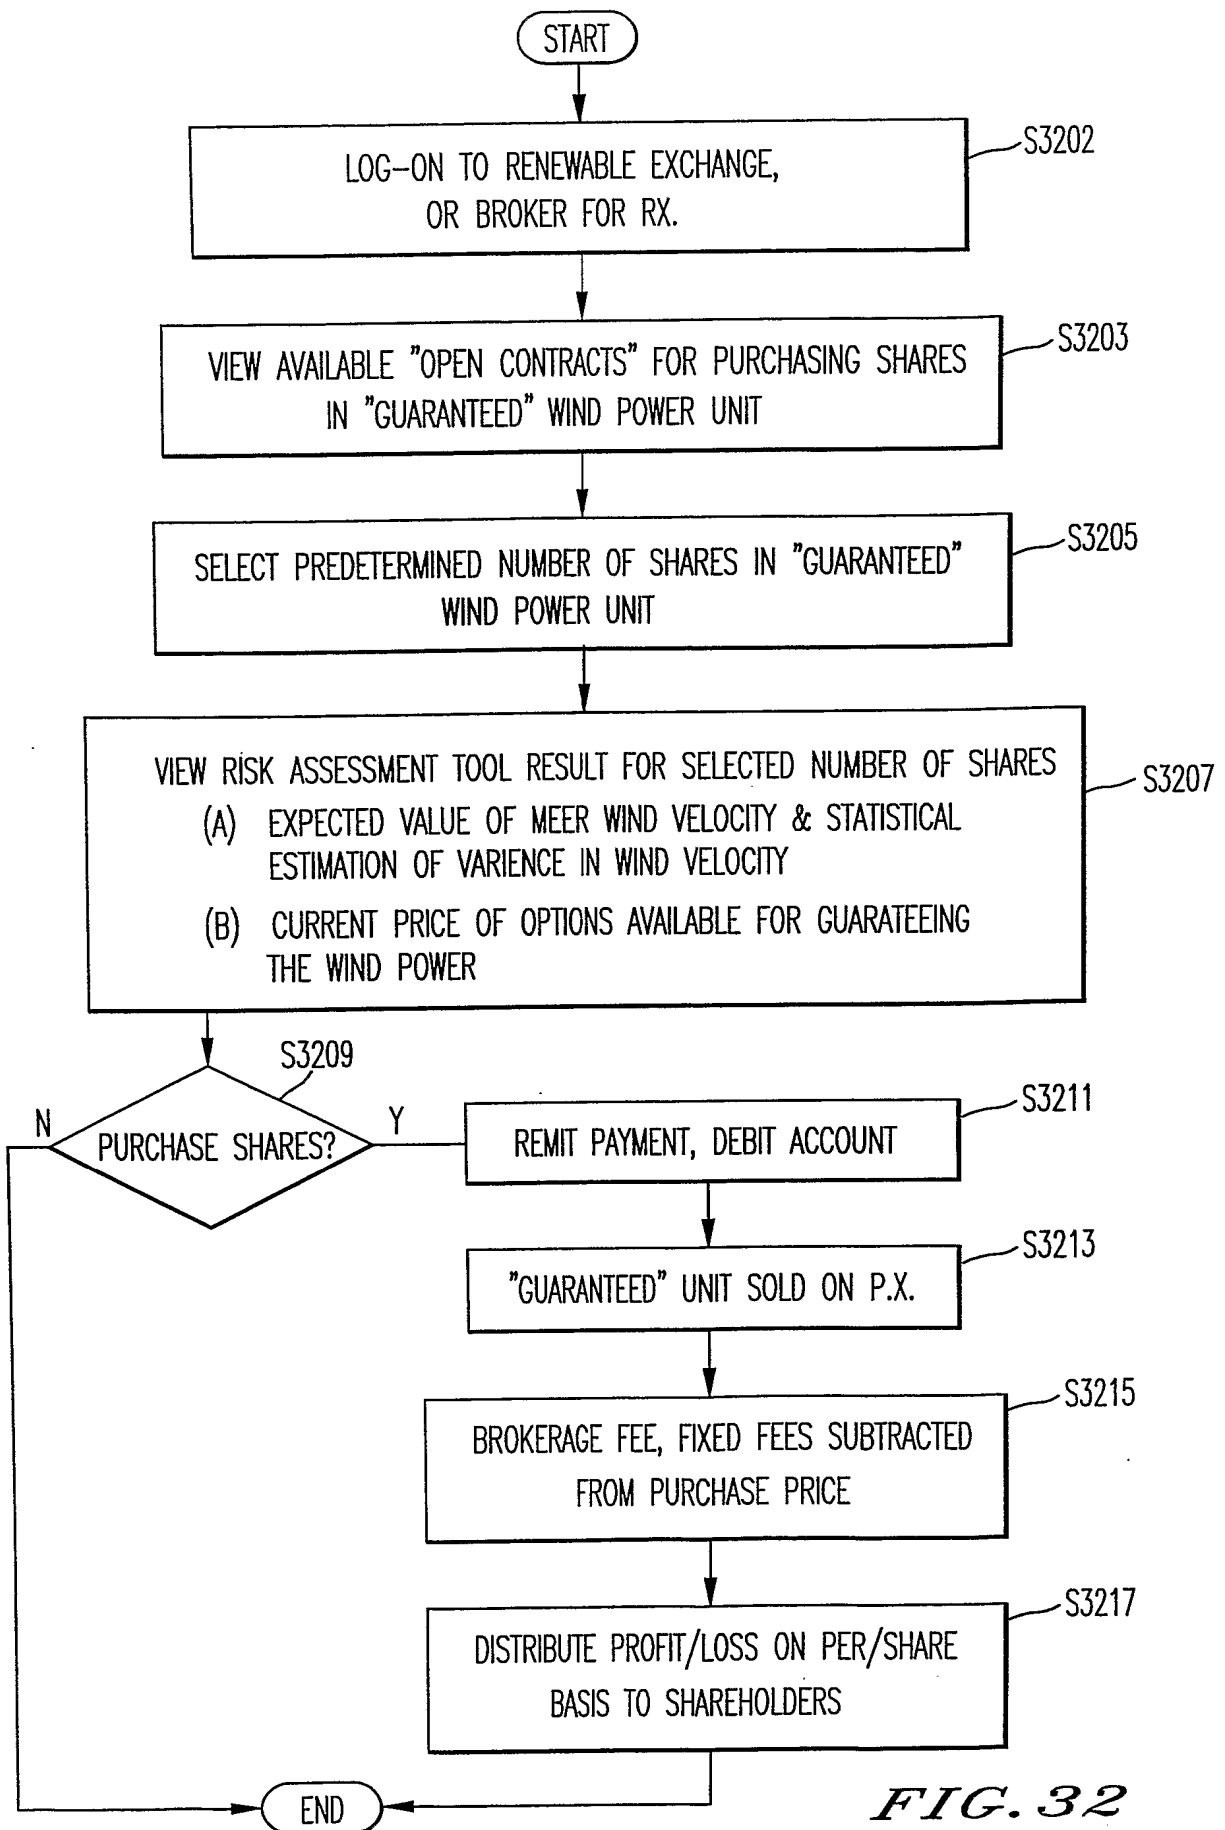 START
S3202
LOG-ON TO RENEWABLE EXCHANGE,
OR BROKER FOR RX.
S3203
VIEW AVAILABLE "OPEN CONTRACTS" FOR PURCHASING SHARES
IN "GUARANTEED" WIND POWER UNIT
S3205
SELECT PREDETERMINED NUMBER OF SHARES IN "GUARANTEED"
WIND POWER UNIT
S3207
VIEW RISK ASSESSMENT TOOL RESULT FOR SELECTED NUMBER OF SHARES
(A) EXPECTED VALUE OF MEER WIND VELOCITY & STATISTICAL
ESTIMATION OF VARIENCE IN WIND VELOCITY
(B) CURRENT PRICE OF OPTIONS AVAILABLE FOR GUARATEEING
THE WIND POWER
S3209
N
PURCHASE SHARES?
Y
S3211
REMIT PAYMENT, DEBIT ACCOUNT
S3213
"GUARANTEED" UNIT SOLD ON P.X.
S3215
BROKERAGE FEE, FIXED FEES SUBTRACTED
FROM PURCHASE PRICE
S3217
DISTRIBUTE PROFIT/LOSS ON PER/SHARE
BASIS TO SHAREHOLDERS
END
FIG. 32